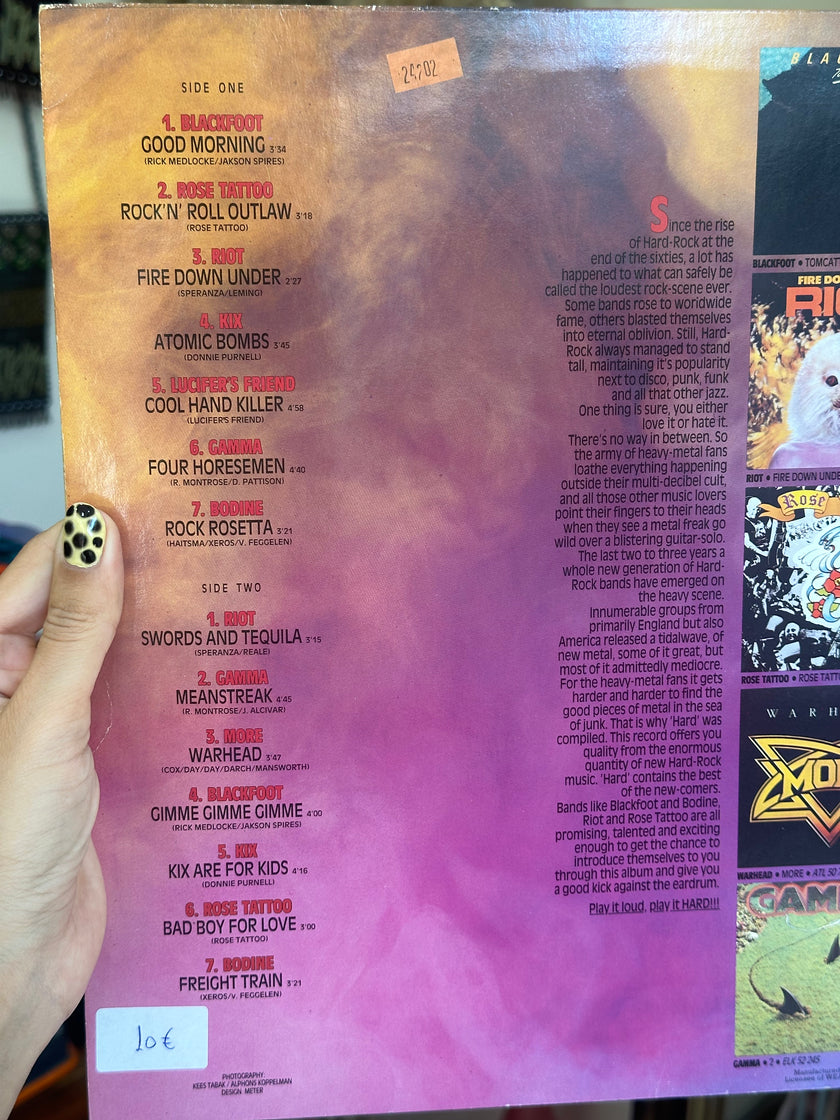 24702
SIDE ONE
1. BLACKFOOT
GOOD MORNING 3'34
(RICK MEDLOCKE/JAKSON SPIRES)
2. ROSE TATTOO
ROCK'N' ROLL OUTLAW 3'18
(ROSE TATTOO)
3. RIOT
FIRE DOWN UNDER 2'27
(SPERANZA/LEMING)
4. KIX
ATOMIC BOMBS 3'45
(DONNIE PURNELL)
5. LUCIFER'S FRIEND
COOL HAND KILLER 4'58
(LUCIFER'S FRIEND)
6. GAMMA
FOUR HORESEMEN 4'40
(R. MONTROSE/D. PATTISON)
7. BODINE
ROCK ROSETTA 3'21
(HAITSMA/XEROS/V. FEGGELEN)
SIDE TWO
1. RIOT
SWORDS AND TEQUILA 3'15
(SPERANZA/REALE)
2. GAMMA
MEANSTREAK 4'45
(R. MONTROSE/J. ALCIVAR)
3. MORE
WARHEAD 3'47
(COX/DAY/DAY/DARCH/MANSWORTH)
4. BLACKFOOT
GIMME GIMME GIMME 4'00
(RICK MEDLOCKE/JAKSON SPIRES)
5. KIX
KIX ARE FOR KIDS 4'16
(DONNIE PURNELL)
6. ROSE TATTOO
BAD BOY FOR LOVE 3'00
(ROSE TATTOO)
7. BODINE
FREIGHT TRAIN 3'21
(XEROS/V. FEGGELEN)
10€
PHOTOGRAPHY:
KEES TABAK / ALPHONS KOPPELMAN
DESIGN METER
Since the rise
of Hard-Rock at the
end of the sixties, a lot has
happened to what can safely be
called the loudest rock-scene ever.
Some bands rose to worldwide
fame, others blasted themselves
into eternal oblivion. Still, Hard-
Rock always managed to stand
tall, maintaining it's popularity
next to disco, punk, funk
and all that other jazz.
One thing is sure, you either
love it or hate it.
There's no way in between. So
the army of heavy-metal fans
loathe everything happening
outside their multi-decibel cult,
and all those other music lovers
point their fingers to their heads
when they see a metal freak go
wild over a blistering guitar-solo.
The last two to three years a
whole new generation of Hard-
Rock bands have emerged on
the heavy scene.
Innumerable groups from
primarily England but also
America released a tidalwave, of
new metal, some of it great, but
most of it admittedly mediocre.
For the heavy-metal fans it gets
harder and harder to find the
good pieces of metal in the sea
of junk. That is why 'Hard' was
compiled. This record offers you
quality from the enormous
quantity of new Hard-Rock
music. 'Hard' contains the best
of the new-comers.
Bands like Blackfoot and Bodine,
Riot and Rose Tattoo are all
promising, talented and exciting
enough to get the chance to
introduce themselves to you
through this album and give you
a good kick against the eardrum.
Play it loud, play it HARD!!!
BLAC
BLACKFOOT • TOMCAT
FIRE DO
RIO
RIOT • FIRE DOWN UNDE
Rose
ROSE TATTOO • ROSE TATT
WARH
MO
WARHEAD • MORE • ATL 50
GAM
GAMMA • 2 • ELK 52 245
Manufactured
Licensee of WE